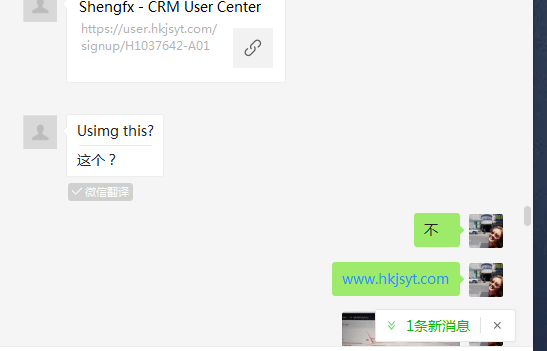 Shengfx - CRM User Center
https://user.hkjsyt.com/
signup/H1037642-A01
Usimg this?
这个？
微信翻译
不
www.hkjsyt.com
1条新消息